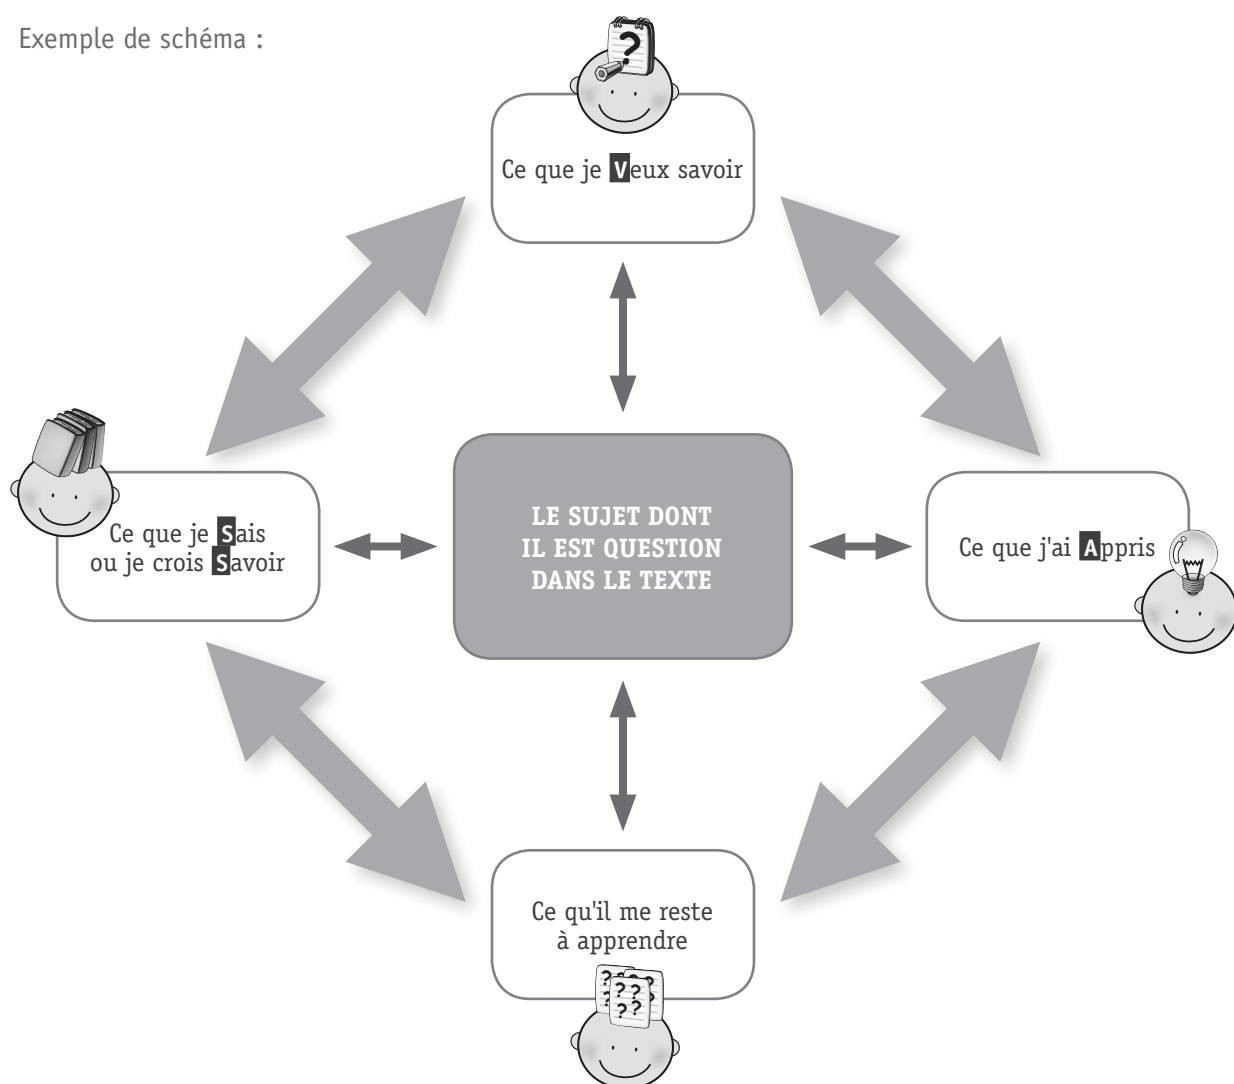 Exemple de schéma :
?
Ce que je Veux savoir
Ce que je Sais
ou je crois Savoir
LE SUJET DONT
IL EST QUESTION
DANS LE TEXTE
Ce que j'ai Appris
Ce qu'il me reste
à apprendre
? ? ?
? ? ?
? ?